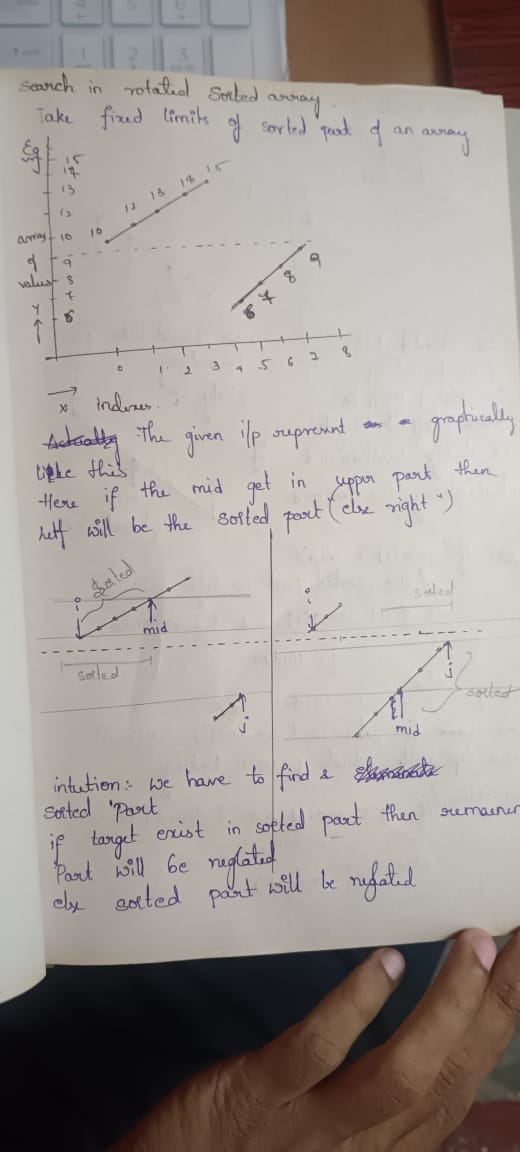 Search in rotated Sorted array
Take fixed limits of sorted part of an array
Eg
15
14
13
12
array 10
of 9
values 8
7
Y 6
10 12 13 14 15
6 7 8 9
0 1 2 3 4 5 6 7 8
x indexes.
Actually The given i/p represent as a graphically
like this
Here if the mid get in upper part then
left will be the sorted part (else right ")
sorted
i
mid
sorted
j
i
sorted
j
sorted
mid
intution:- we have to find a
sorted Part
if target exist in sorted part then remainin
Part will be neglated
else sorted part will be neglated